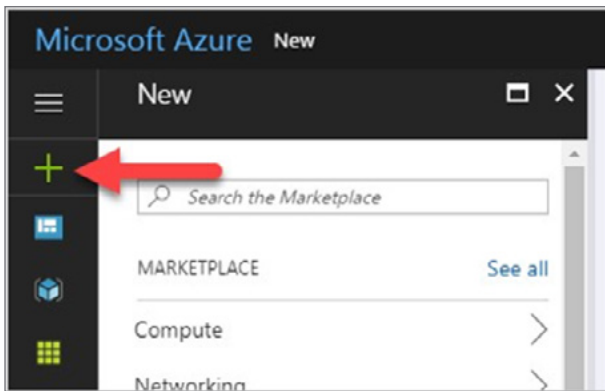 Microsoft Azure New
New
Search the Marketplace
MARKETPLACE See all
Compute
Networking